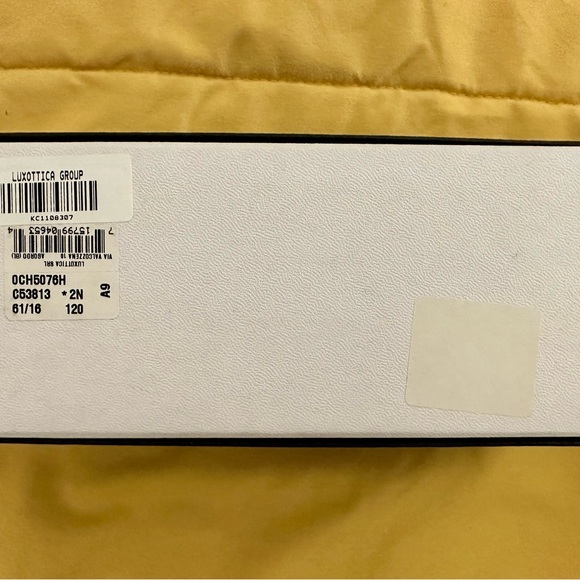 LUXOTTICA GROUP
KC1108307
7 15799 04653 4
VIA VALCOZZENA 10 AGORDO (BL)
LUXOTTICA SRL
0CH5076H
C53813 *2N
61/16 120
A9